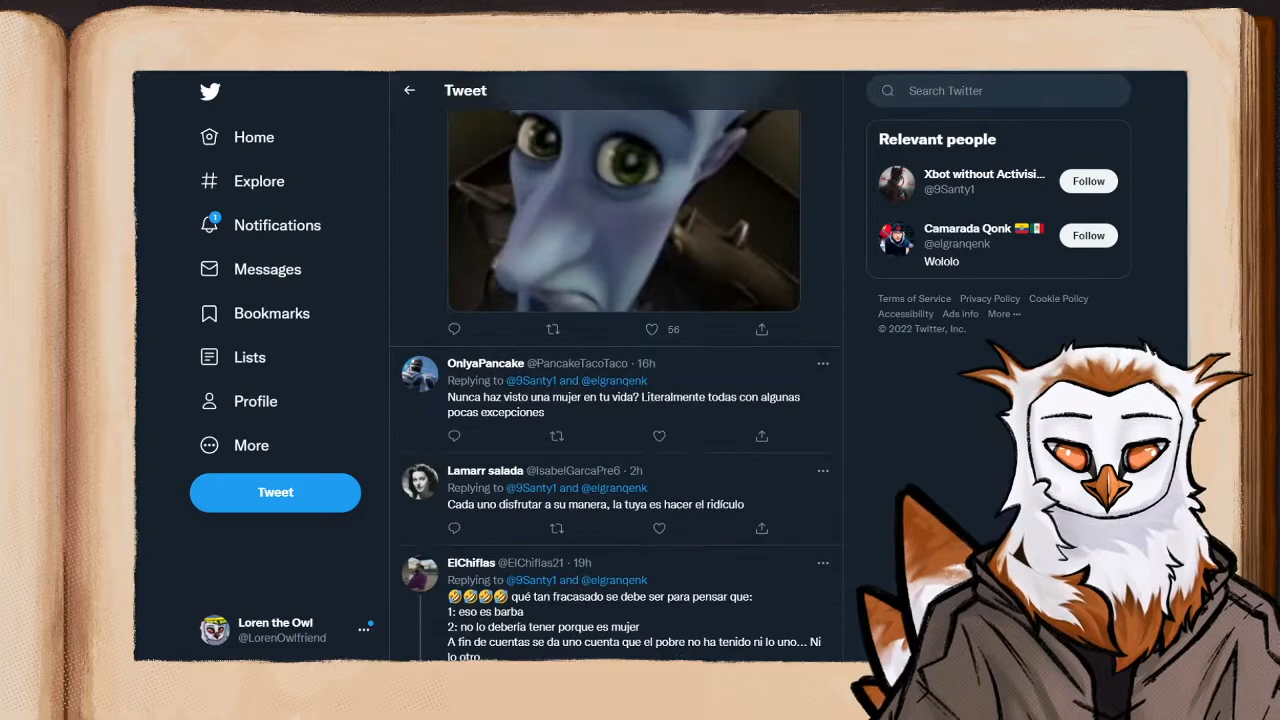 Home
Explore
1
Notifications
Messages
Bookmarks
Lists
Profile
More
Tweet
Loren the Owl
@LorenOwlfriend
Tweet
56
OnlyaPancake @PancakeTacoTaco · 16h
Replying to @9Santy1 and @elgranqenk
Nunca haz visto una mujer en tu vida? Literalmente todas con algunas
pocas excepciones
Lamarr salada @IsabelGarcaPre6 · 2h
Replying to @9Santy1 and @elgranqenk
Cada uno disfrutar a su manera, la tuya es hacer el ridículo
ElChiflas @ElChiflas21 · 19h
Replying to @9Santy1 and @elgranqenk
🤣🤣🤣🤣 qué tan fracasado se debe ser para pensar que:
1: eso es barba
2: no lo debería tener porque es mujer
A fin de cuentas se da uno cuenta que el pobre no ha tenido ni lo uno... Ni
lo otro
Search Twitter
Relevant people
Xbot without Activisi...
@9Santy1
Follow
Camarada Qonk 🇪🇨🇲🇽
@elgranqenk
Follow
Wololo
Terms of Service Privacy Policy Cookie Policy
Accessibility Ads info More ···
© 2022 Twitter, Inc.